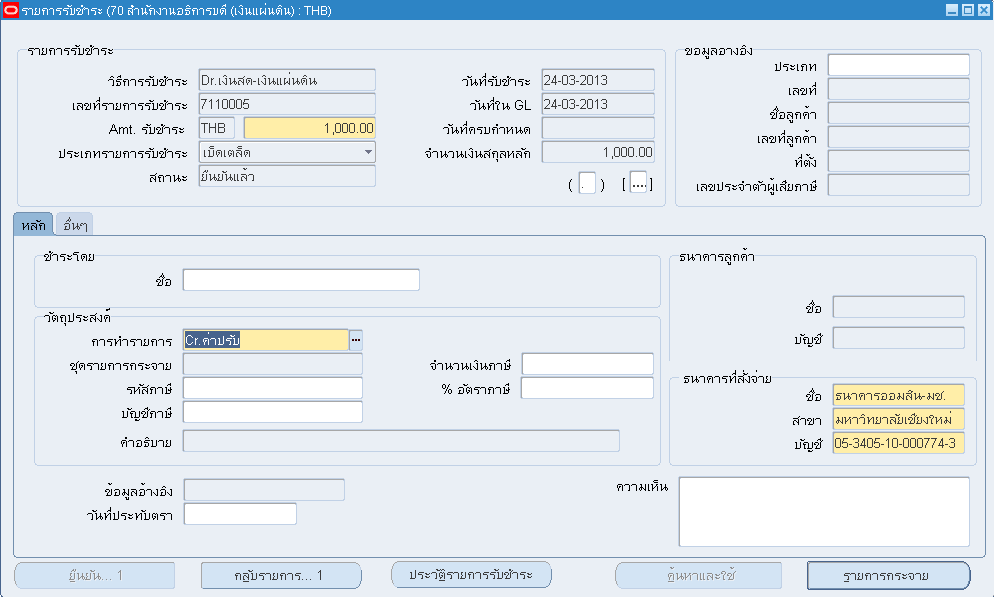 รายการรับชำระ (70 สำนักงานอธิการบดี (เงินแผ่นดิน) : THB)
รายการรับชำระ
วิธีการรับชำระ Dr.เงินสด-เงินแผ่นดิน วันที่รับชำระ 24-03-2013
เลขที่รายการรับชำระ 7110005 วันที่ใน GL 24-03-2013
Amt. รับชำระ THB 1,000.00 วันที่ครบกำหนด
ประเภทรายการรับชำระ เบ็ดเตล็ด จำนวนเงินสกุลหลัก 1,000.00
สถานะ ยืนยันแล้ว
( . ) [ .... ]
ข้อมูลอ้างอิง
ประเภท
เลขที่
ชื่อลูกค้า
เลขที่ลูกค้า
ที่ตั้ง
เลขประจำตัวผู้เสียภาษี
หลัก อื่นๆ
ชำระโดย
ชื่อ
วัตถุประสงค์
การทำรายการ Cr.ค่าปรับ ...
ชุดรายการกระจาย จำนวนเงินภาษี
รหัสภาษี % อัตราภาษี
บัญชีภาษี
คำอธิบาย
ธนาคารลูกค้า
ชื่อ
บัญชี
ธนาคารที่สั่งจ่าย
ชื่อ ธนาคารออมสิน-มช.
สาขา มหาวิทยาลัยเชียงใหม่
บัญชี 05-3405-10-000774-3
ข้อมูลอ้างอิง
วันที่ประทับตรา
ความเห็น
ยืนยัน... 1 กลับรายการ... 1 ประวัติรายการรับชำระ ค้นหาและใช้ รายการกระจาย